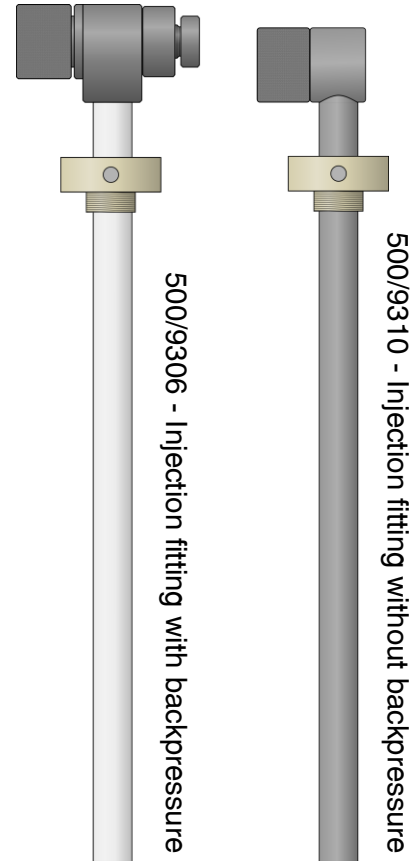 500/9306 - Injection fitting with backpressure
500/9310 - Injection fitting without backpressure